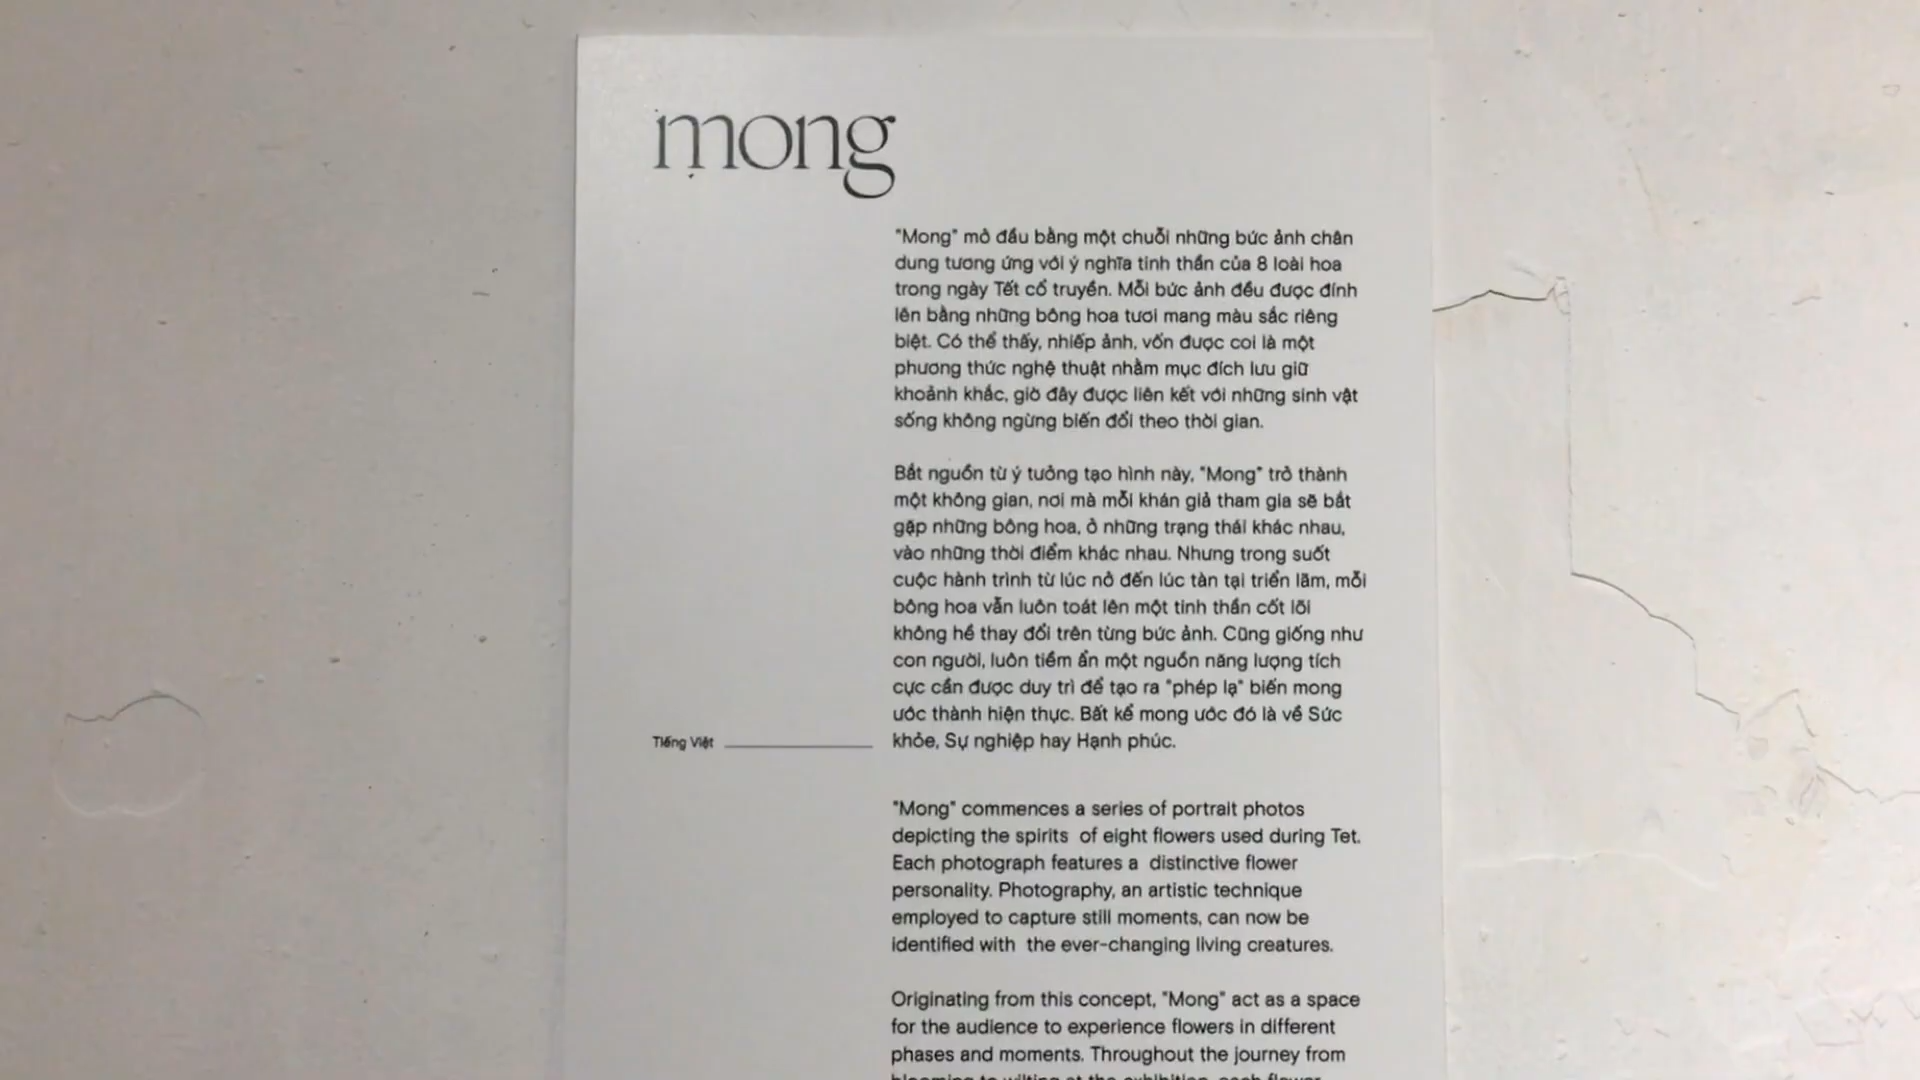 mong
"Mong" mở đầu bằng một chuỗi những bức ảnh chân
dung tương ứng với ý nghĩa tinh thần của 8 loài hoa
trong ngày Tết cổ truyền. Mỗi bức ảnh đều được đính
lên bằng những bông hoa tươi mang màu sắc riêng
biệt. Có thể thấy, nhiếp ảnh, vốn được coi là một
phương thức nghệ thuật nhằm mục đích lưu giữ
khoảnh khắc, giờ đây được liên kết với những sinh vật
sống không ngừng biến đổi theo thời gian.
Bắt nguồn từ ý tưởng tạo hình này, "Mong" trở thành
một không gian, nơi mà mỗi khán giả tham gia sẽ bắt
gặp những bông hoa, ở những trạng thái khác nhau,
vào những thời điểm khác nhau. Nhưng trong suốt
cuộc hành trình từ lúc nở đến lúc tàn tại triển lãm, mỗi
bông hoa vẫn luôn toát lên một tinh thần cốt lõi
không hề thay đổi trên từng bức ảnh. Cũng giống như
con người, luôn tiềm ẩn một nguồn năng lượng tích
cực cần được duy trì để tạo ra "phép lạ" biến mong
ước thành hiện thực. Bất kể mong ước đó là về Sức
Tiếng Việt khỏe, Sự nghiệp hay Hạnh phúc.
"Mong" commences a series of portrait photos
depicting the spirits of eight flowers used during Tet.
Each photograph features a distinctive flower
personality. Photography, an artistic technique
employed to capture still moments, can now be
identified with the ever-changing living creatures.
Originating from this concept, "Mong" act as a space
for the audience to experience flowers in different
phases and moments. Throughout the journey from
blooming to wilting at the exhibition, each flower